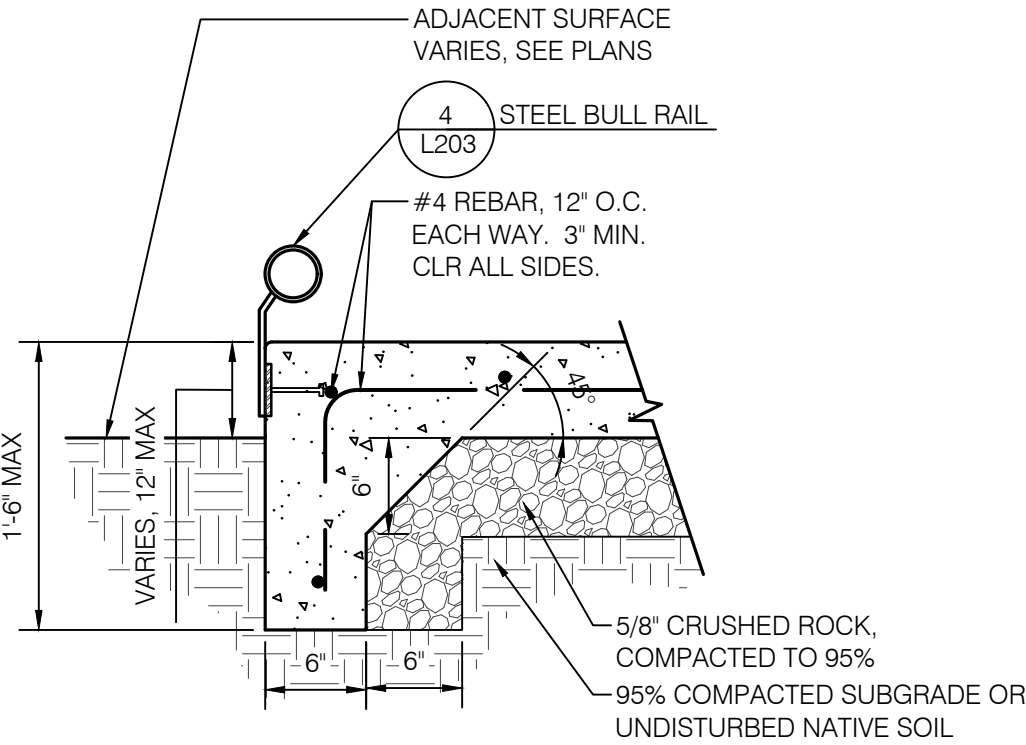 ADJACENT SURFACE
VARIES, SEE PLANS
4
L203
STEEL BULL RAIL
#4 REBAR, 12" O.C.
EACH WAY. 3" MIN.
CLR ALL SIDES.
45°
1'-6" MAX
VARIES, 12" MAX
6"
6"
6"
5/8" CRUSHED ROCK,
COMPACTED TO 95%
95% COMPACTED SUBGRADE OR
UNDISTURBED NATIVE SOIL